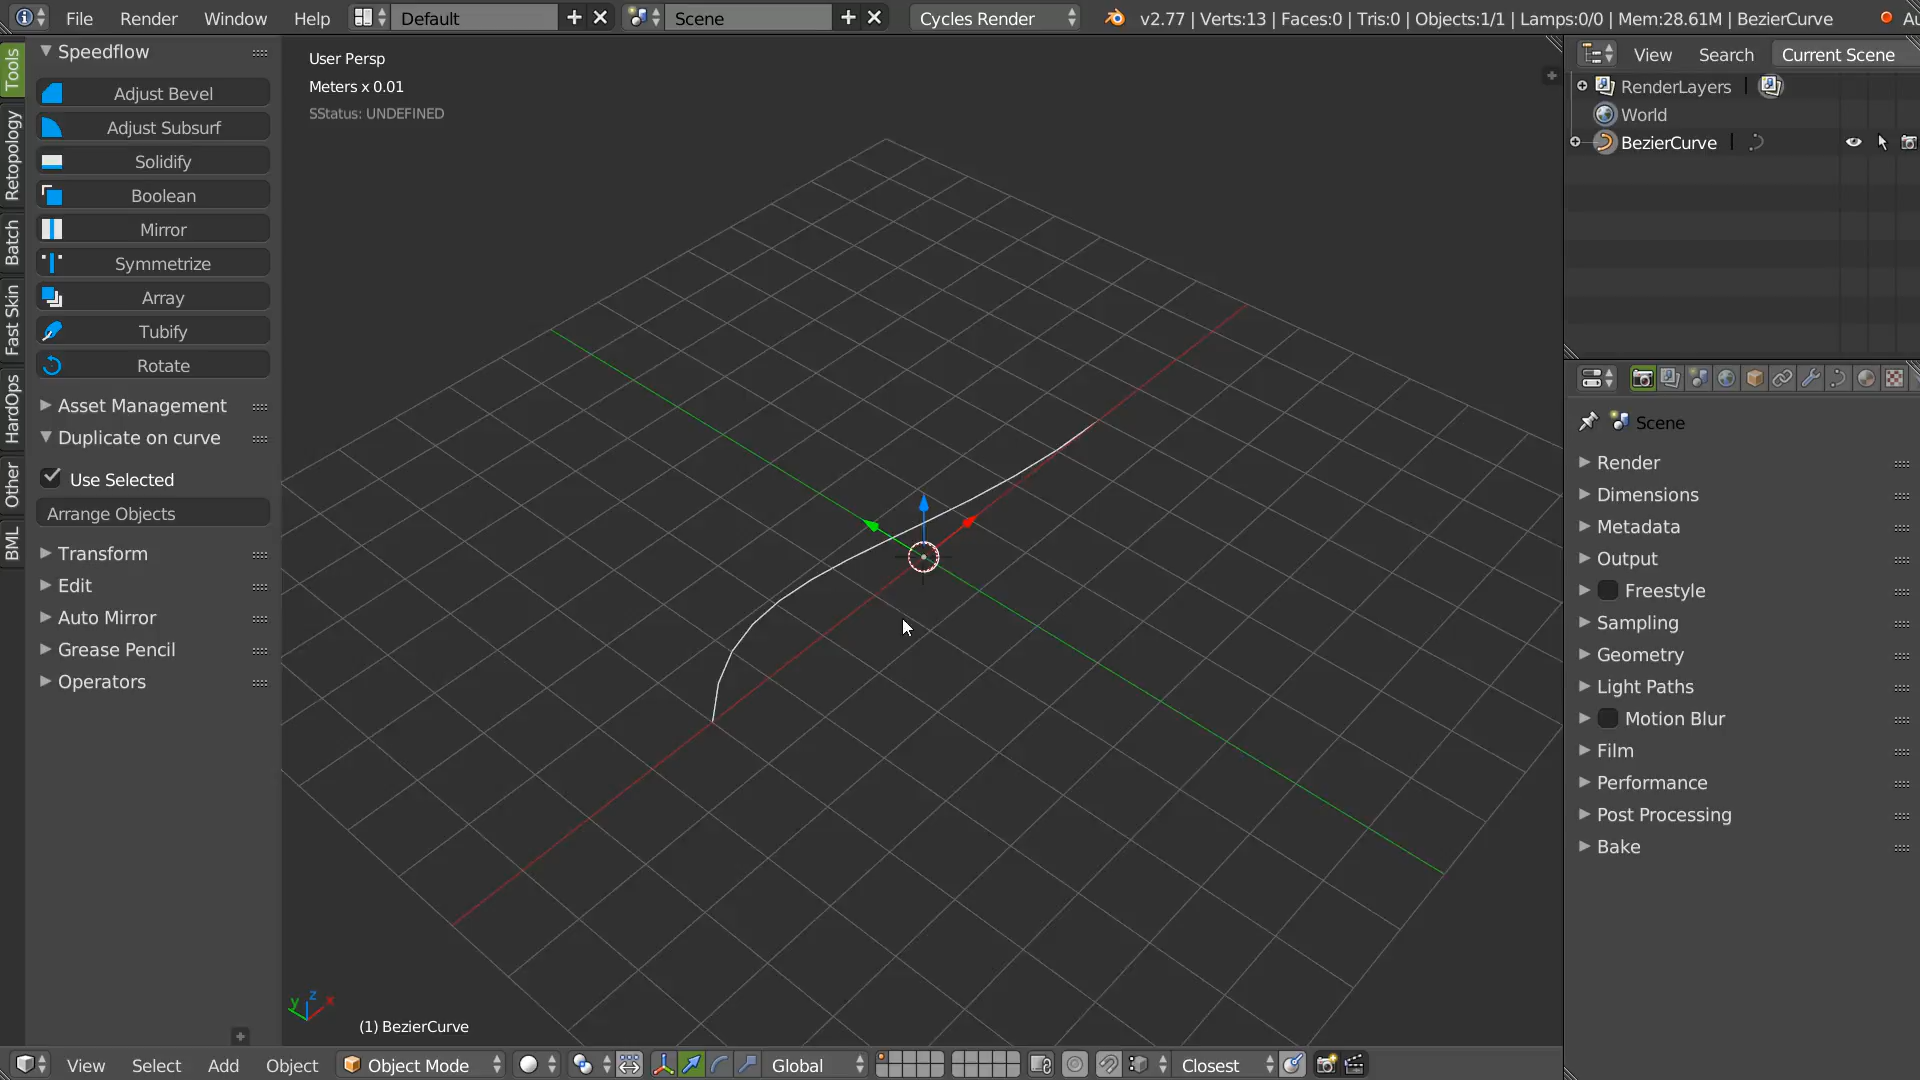 File Render Window Help Default Scene Cycles Render v2.77 | Verts:13 | Faces:0 | Tris:0 | Objects:1/1 | Lamps:0/0 | Mem:28.61M | BezierCurve Au
Tools
Retopology
Batch
Fast Skin
HardOps
Other
BML
Speedflow
Adjust Bevel
Adjust Subsurf
Solidify
Boolean
Mirror
Symmetrize
Array
Tubify
Rotate
Asset Management
Duplicate on curve
Use Selected
Arrange Objects
Transform
Edit
Auto Mirror
Grease Pencil
Operators
User Persp
Meters x 0.01
SStatus: UNDEFINED
y z x
(1) BezierCurve
View Select Add Object Object Mode Global Closest
View Search Current Scene
RenderLayers |
World
BezierCurve |
Scene
Render
Dimensions
Metadata
Output
Freestyle
Sampling
Geometry
Light Paths
Motion Blur
Film
Performance
Post Processing
Bake